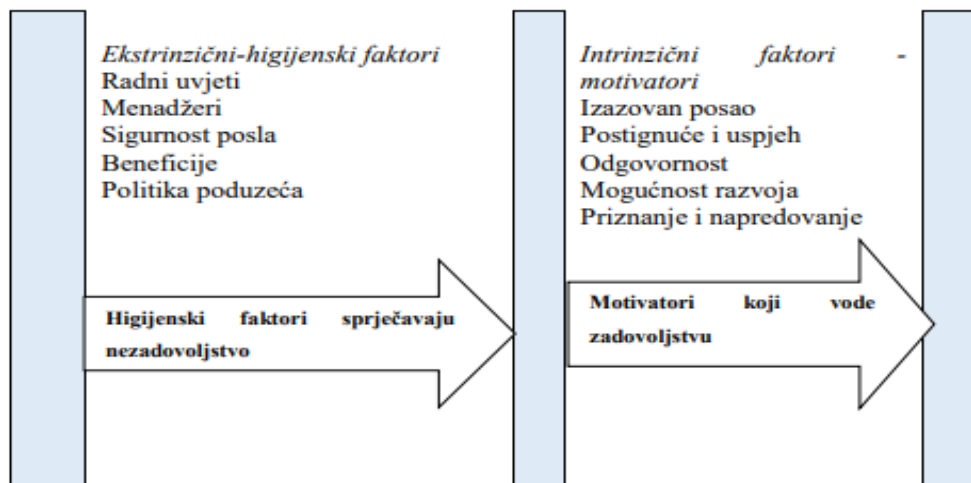 Ekstrinzični-higijenski faktori
Radni uvjeti
Menadžeri
Sigurnost posla
Beneficije
Politika poduzeća
Higijenski faktori sprječavaju
nezadovoljstvo
Intrinzični faktori -
motivatori
Izazovan posao
Postignuće i uspjeh
Odgovornost
Mogućnost razvoja
Priznanje i napredovanje
Motivatori koji vode
zadovoljstvu